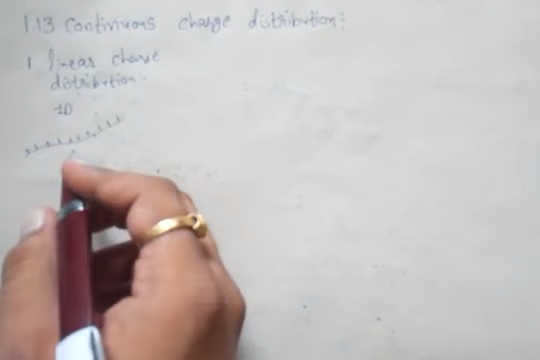 1.13 Continuous charge distribution:
1 linear charge
distribution:
1D